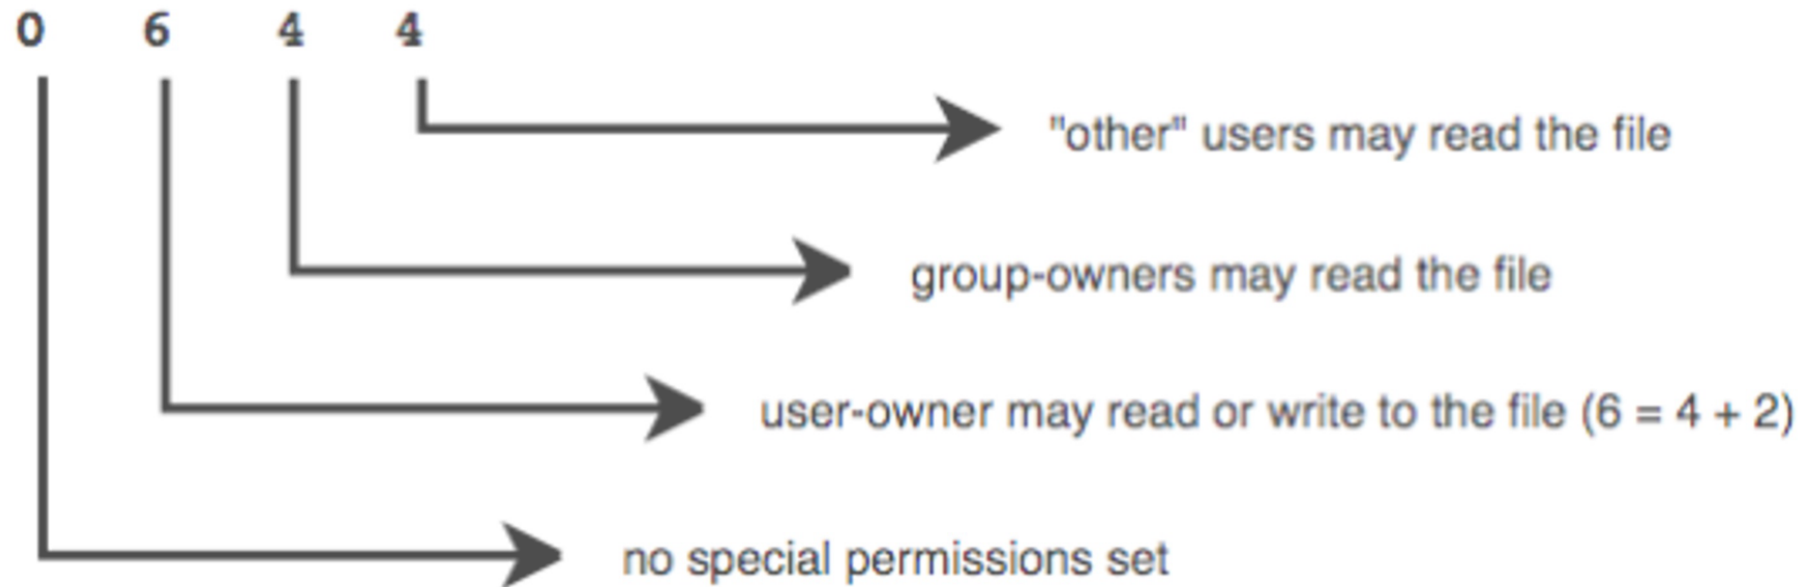 0 6 4 4
"other" users may read the file
group-owners may read the file
user-owner may read or write to the file (6 = 4 + 2)
no special permissions set